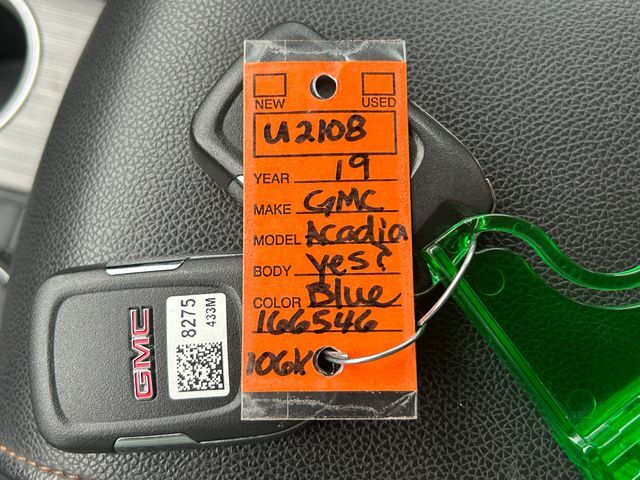 NEW USED
U2108
YEAR 19
MAKE GMC
MODEL Acadia
BODY yes?
COLOR Blue
166546
106K
GMC
8275
433M